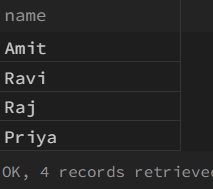 name
Amit
Ravi
Raj
Priya
OK, 4 records retrieved